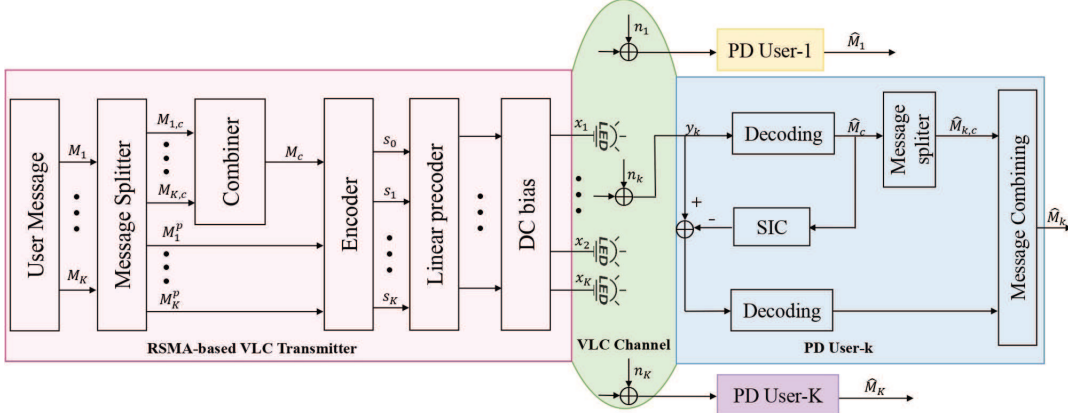 n_1
PD User-1
M̂_1
User Message
M_1
M_K
Message Splitter
M_{1,c}
M_{K,c}
M_1^p
M_K^p
Combiner
M_c
Encoder
s_0
s_1
s_K
Linear precoder
DC bias
x_1
LED
n_k
x_2
LED
x_K
LED
y_k
Decoding
M̂_c
Message
spliter
M̂_{k,c}
+
-
SIC
Decoding
Message Combining
M̂_k
RSMA-based VLC Transmitter
VLC Channel
PD User-k
n_K
PD User-K
M̂_K